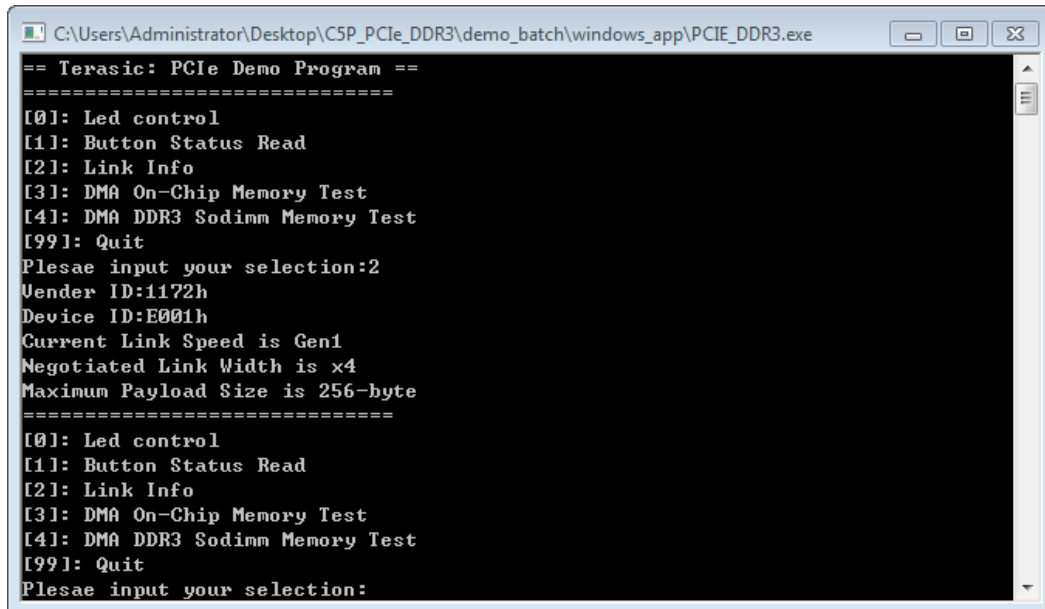 C:\Users\Administrator\Desktop\C5P_PCIe_DDR3\demo_batch\windows_app\PCIE_DDR3.exe
== Terasic: PCIe Demo Program ==
==============================
[0]: Led control
[1]: Button Status Read
[2]: Link Info
[3]: DMA On-Chip Memory Test
[4]: DMA DDR3 Sodimm Memory Test
[99]: Quit
Plesae input your selection:2
Vender ID:1172h
Device ID:E001h
Current Link Speed is Gen1
Negotiated Link Width is x4
Maximum Payload Size is 256-byte
==============================
[0]: Led control
[1]: Button Status Read
[2]: Link Info
[3]: DMA On-Chip Memory Test
[4]: DMA DDR3 Sodimm Memory Test
[99]: Quit
Plesae input your selection: